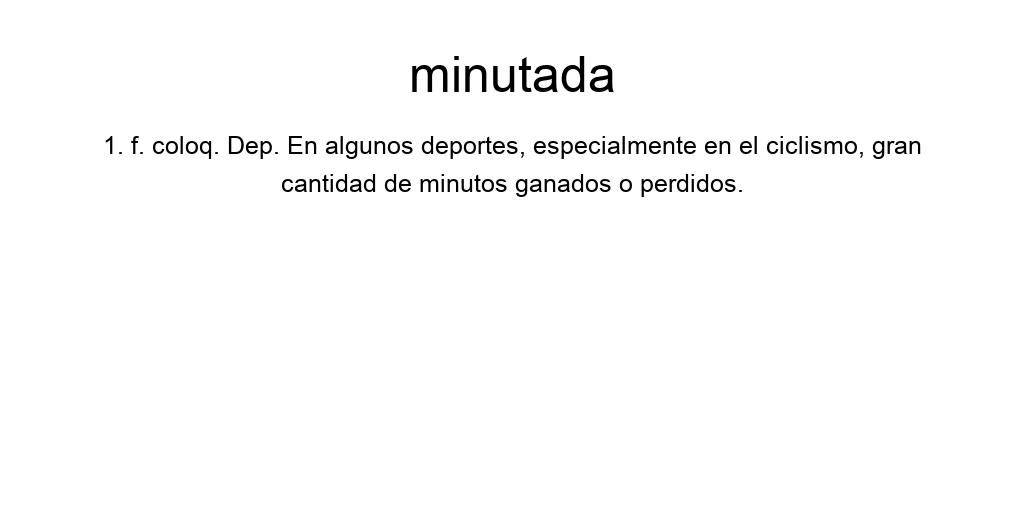 minutada
1. f. coloq. Dep. En algunos deportes, especialmente en el ciclismo, gran
cantidad de minutos ganados o perdidos.